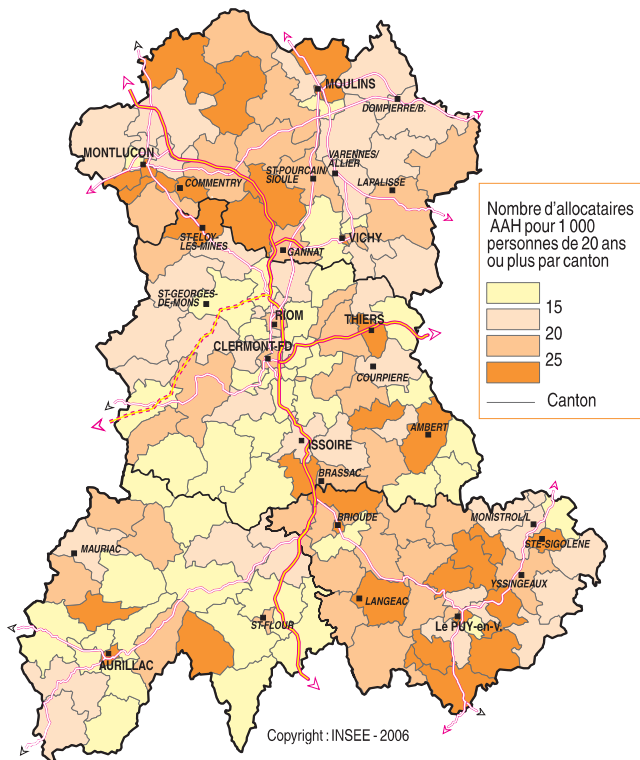 MOULINS
DOMPIERRE/B.
MONTLUCON
VARENNES/
ALLIER
ST-POURCAIN/
SIOULE
COMMENTRY
LAPALISSE
ST-ELOY-
LES-MINES
VICHY
GANNAT
ST-GEORGES-
DE-MONS
RIOM
THIERS
CLERMONT-FD
COURPIERE
AMBERT
ISSOIRE
BRASSAC
BRIOUDE
MONISTROL/L.
STE-SIGOLENE
MAURIAC
YSSINGEAUX
LANGEAC
Le PUY-en-V.
ST-FLOUR
AURILLAC
Nombre d'allocataires
AAH pour 1 000
personnes de 20 ans
ou plus par canton
15
20
25
Canton
Copyright : INSEE - 2006